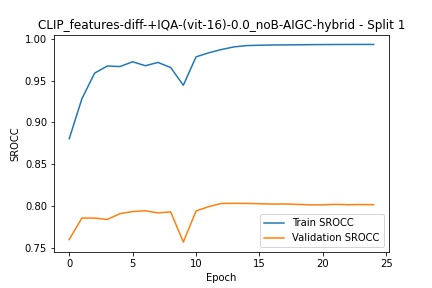 CLIP_features-diff-+IQA-(vit-16)-0.0_noB-AIGC-hybrid - Split 1
1.00
0.95
0.90
0.85
0.80
0.75
SROCC
Train SROCC
Validation SROCC
0 5 10 15 20 25
Epoch